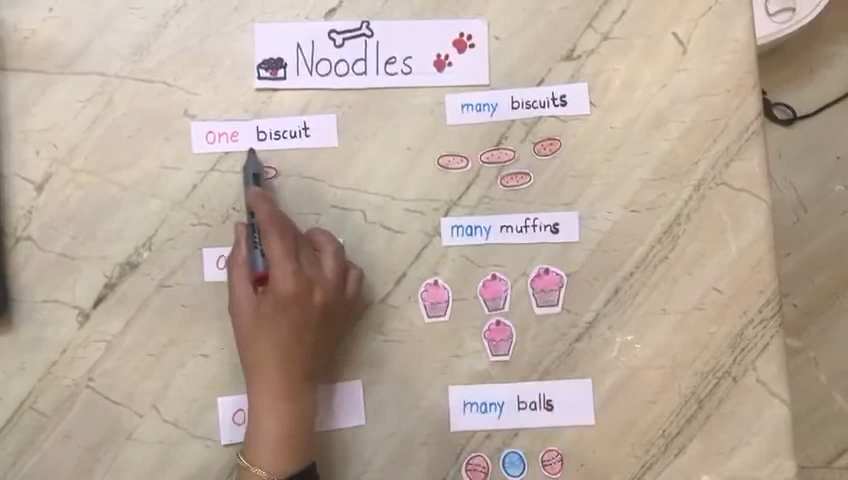 Noodles
one biscuit
many biscuits
many muffins
many balls